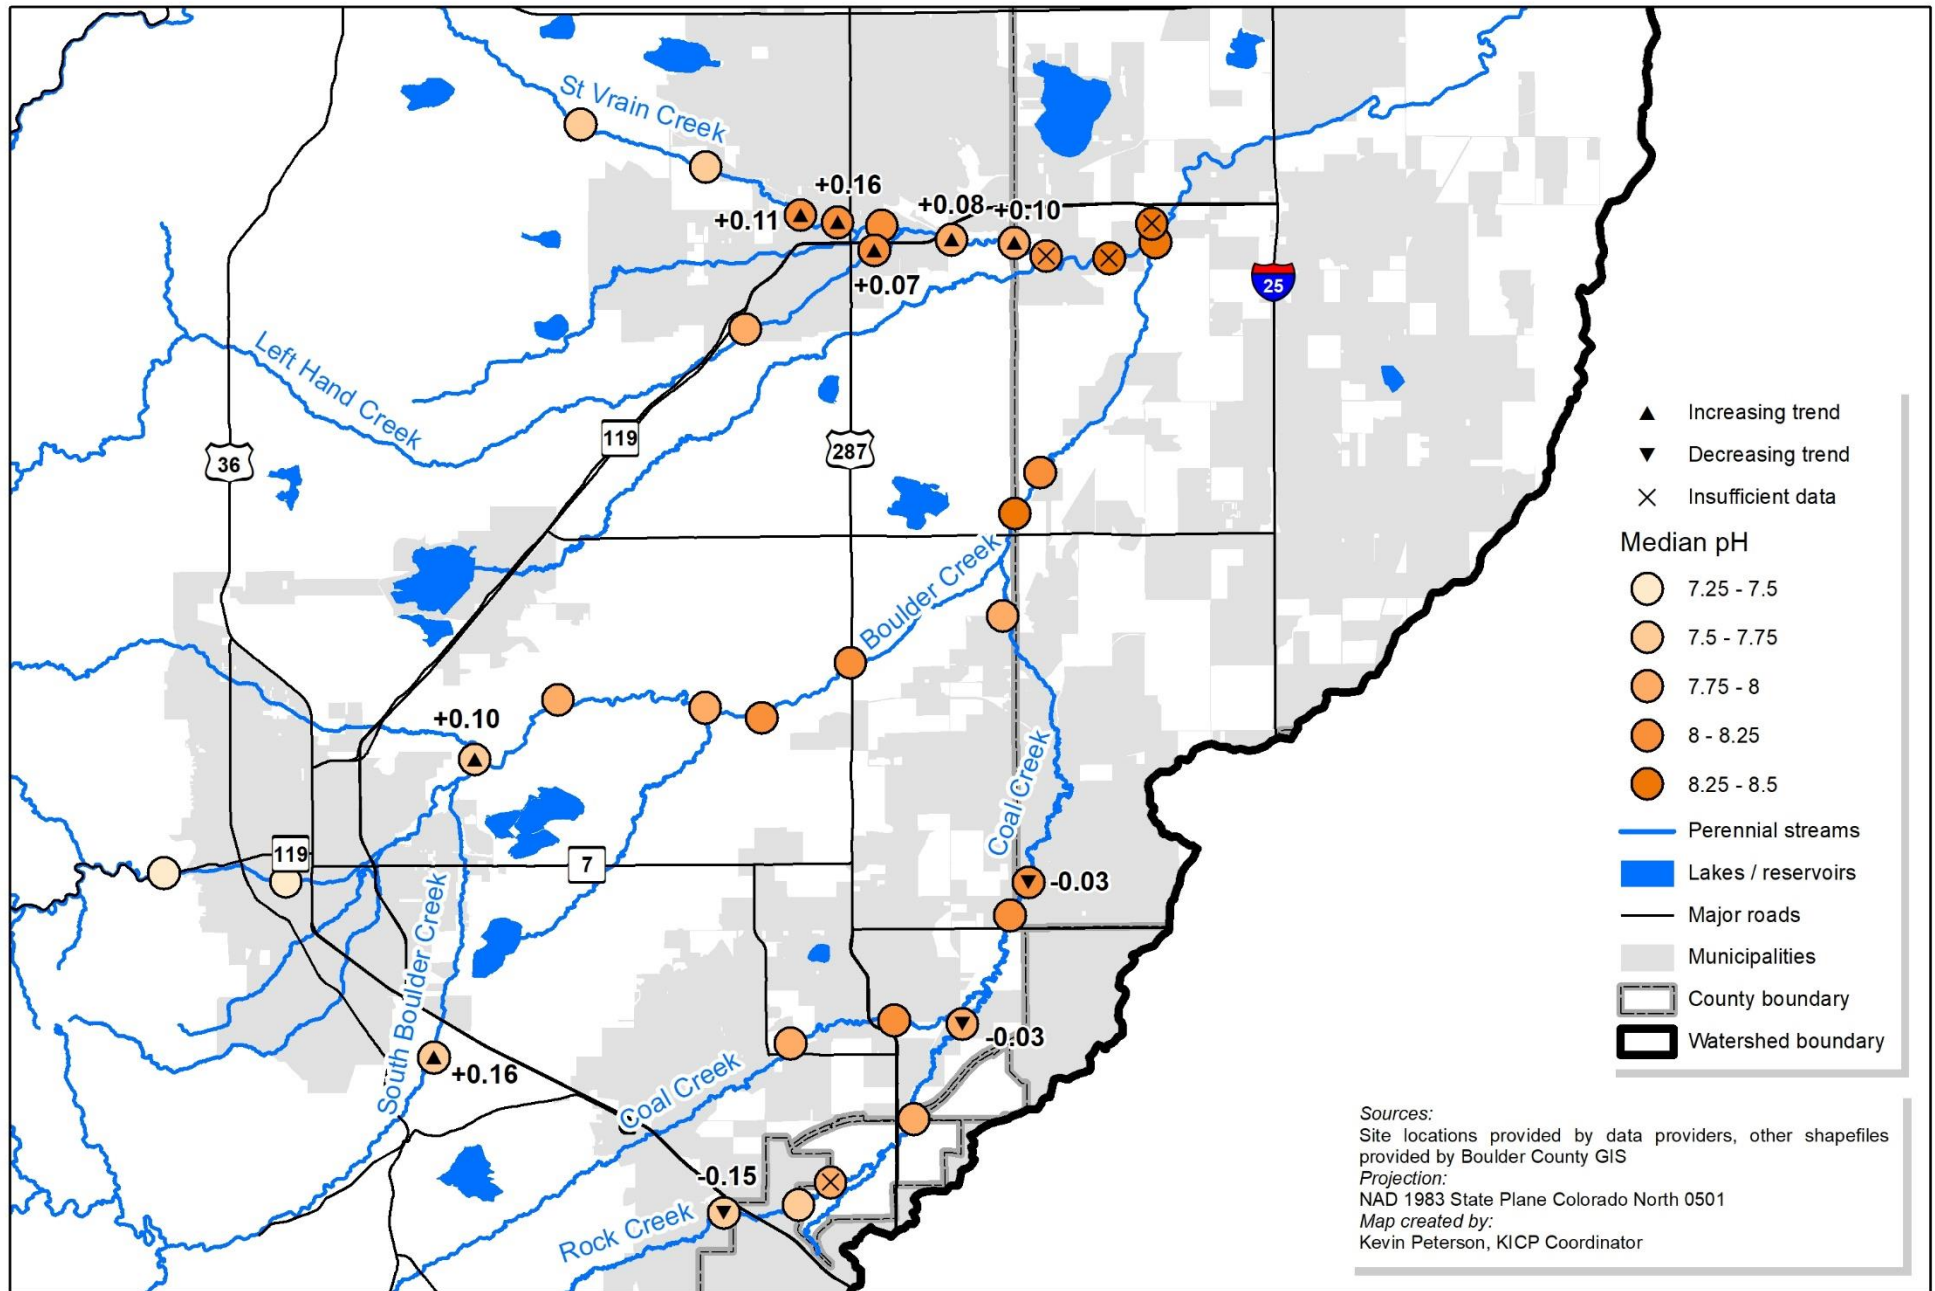 St Vrain Creek
+0.16
+0.11
+0.08
+0.10
+0.07
25
Left Hand Creek
119
36
287
Boulder Creek
+0.10
Coal Creek
119
7
-0.03
South Boulder Creek
-0.03
+0.16
Coal Creek
-0.15
Rock Creek
Increasing trend
Decreasing trend
Insufficient data
Median pH
7.25 - 7.5
7.5 - 7.75
7.75 - 8
8 - 8.25
8.25 - 8.5
Perennial streams
Lakes / reservoirs
Major roads
Municipalities
County boundary
Watershed boundary
Sources:
Site locations provided by data providers, other shapefiles
provided by Boulder County GIS
Projection:
NAD 1983 State Plane Colorado North 0501
Map created by:
Kevin Peterson, KICP Coordinator